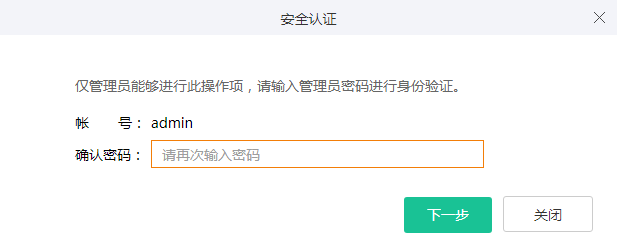 安全认证
仅管理员能够进行此操作项，请输入管理员密码进行身份验证。
帐　　号： admin
确认密码： 请再次输入密码
下一步 关闭